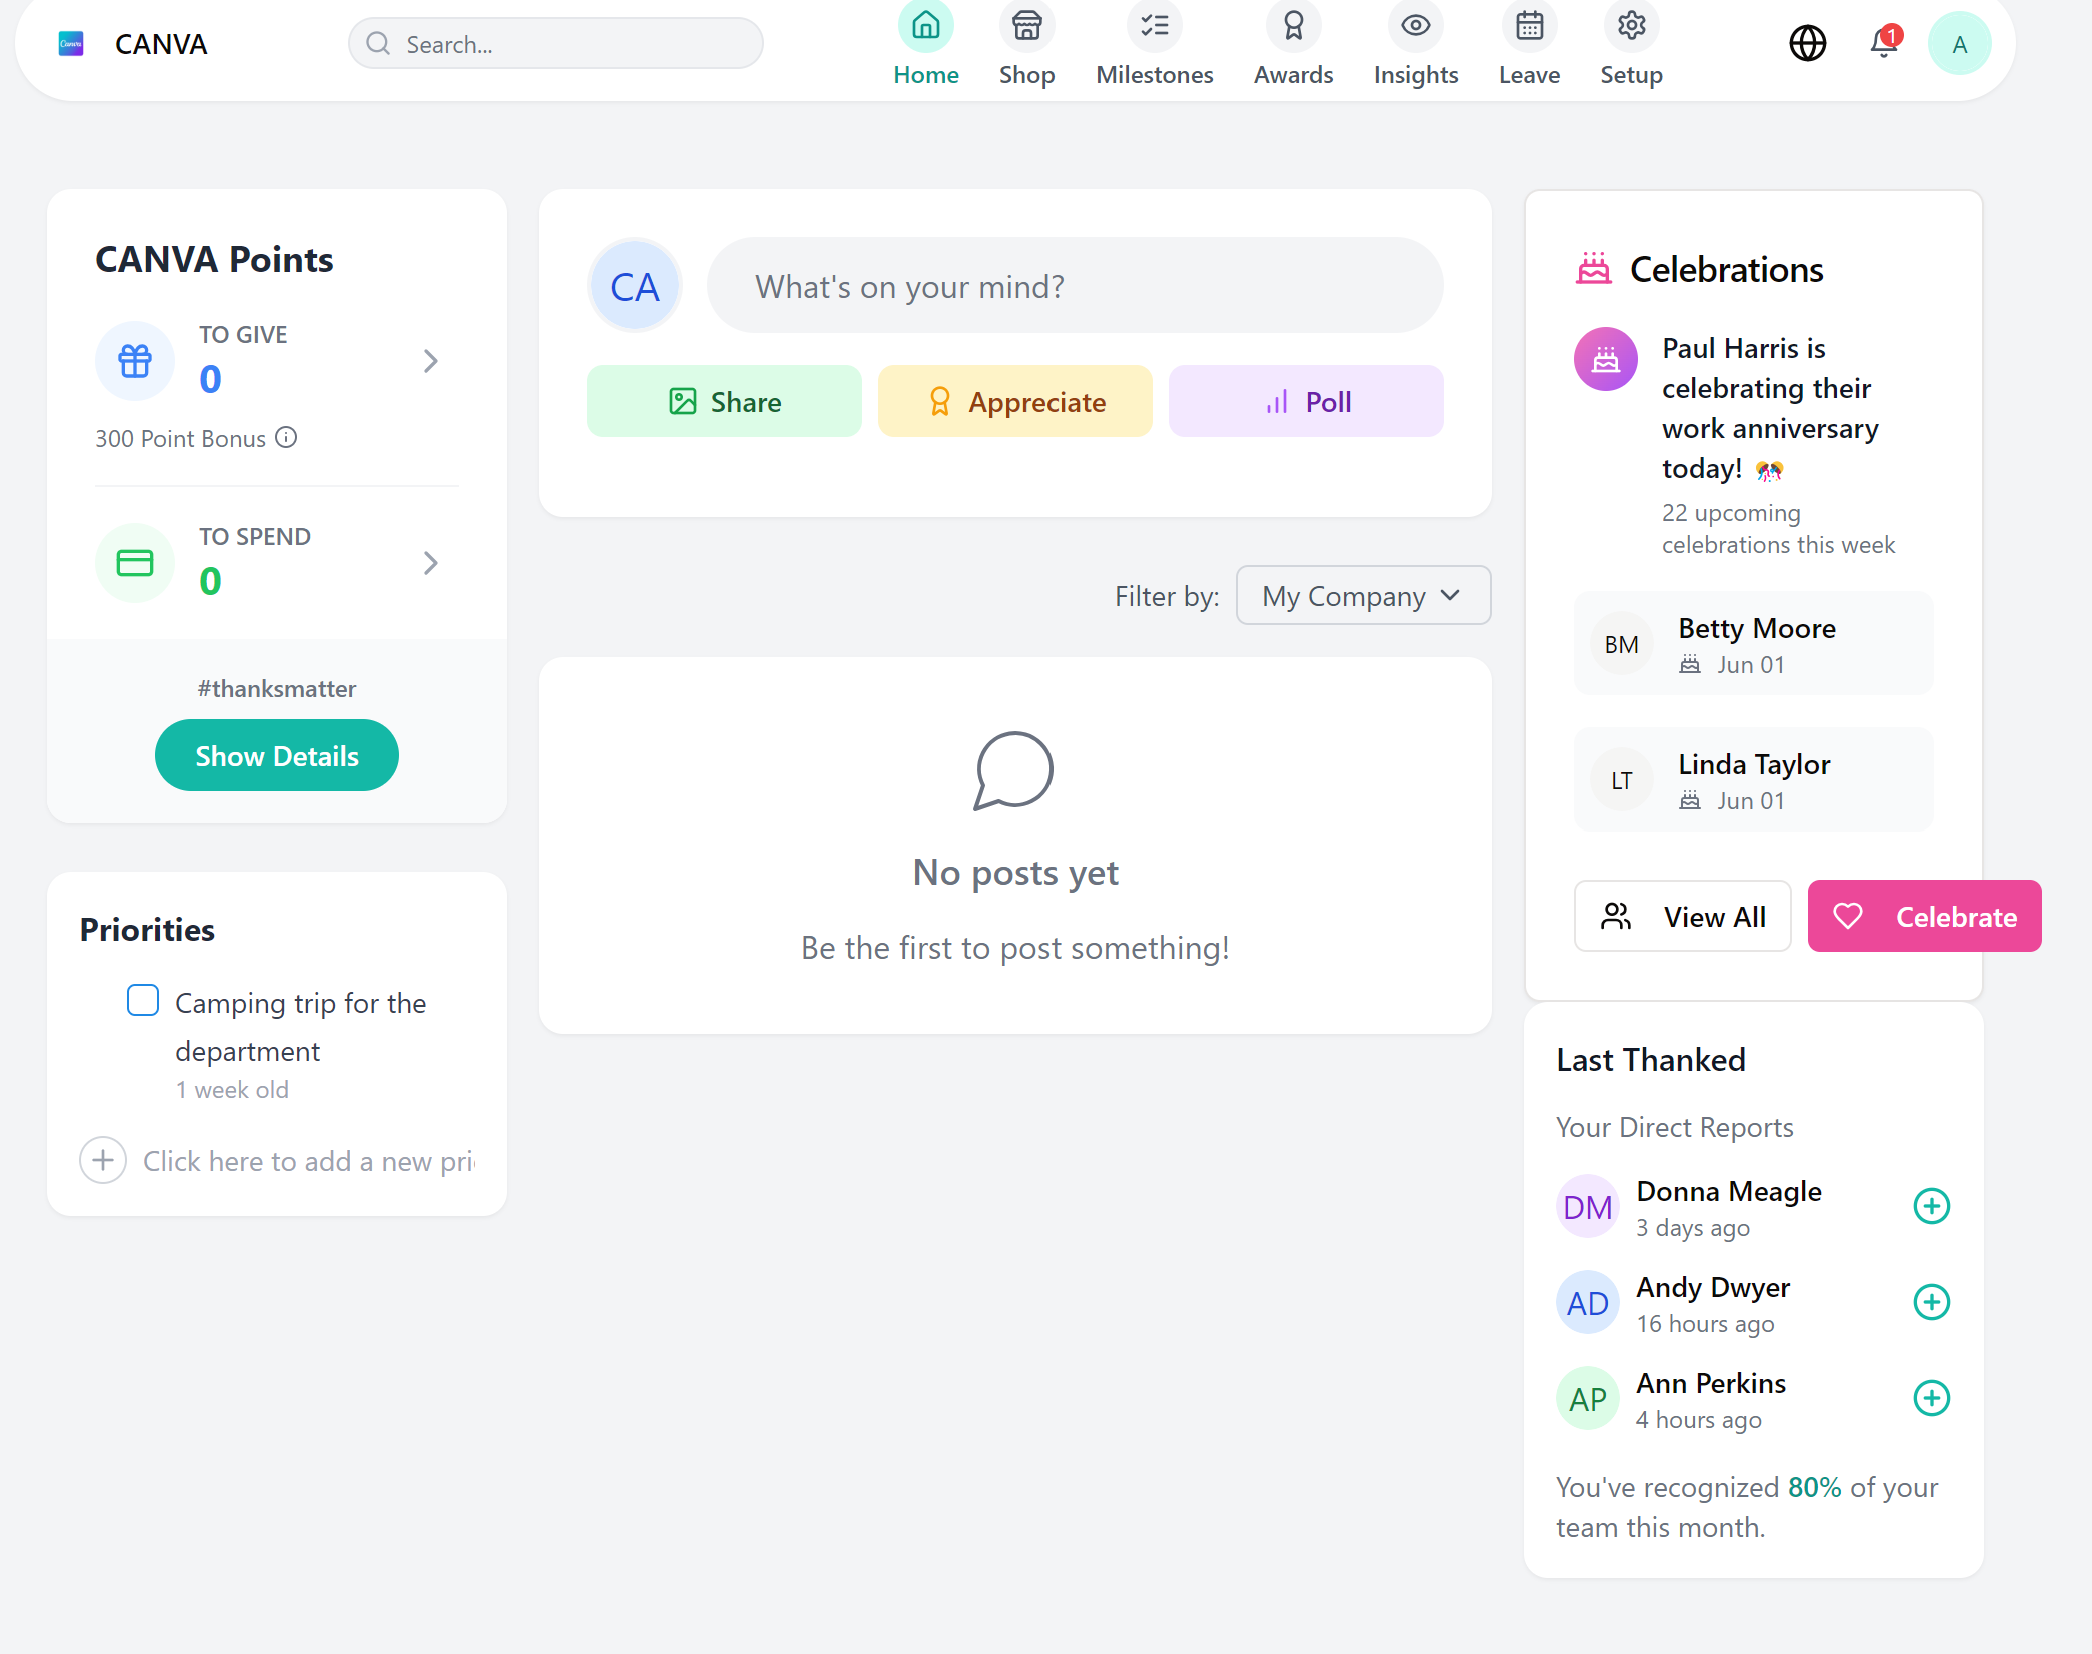 Canva
CANVA
Search...
Home
Shop
Milestones
Awards
Insights
Leave
Setup
1
A
CANVA Points
TO GIVE
0
300 Point Bonus
TO SPEND
0
#thanksmatter
Show Details
Priorities
Camping trip for the
department
1 week old
Click here to add a new pri
CA
What's on your mind?
Share
Appreciate
Poll
Filter by:
My Company
No posts yet
Be the first to post something!
Celebrations
Paul Harris is
celebrating their
work anniversary
today! 🎊
22 upcoming
celebrations this week
BM
Betty Moore
Jun 01
LT
Linda Taylor
Jun 01
View All
Celebrate
Last Thanked
Your Direct Reports
DM
Donna Meagle
3 days ago
AD
Andy Dwyer
16 hours ago
AP
Ann Perkins
4 hours ago
You've recognized 80% of your
team this month.